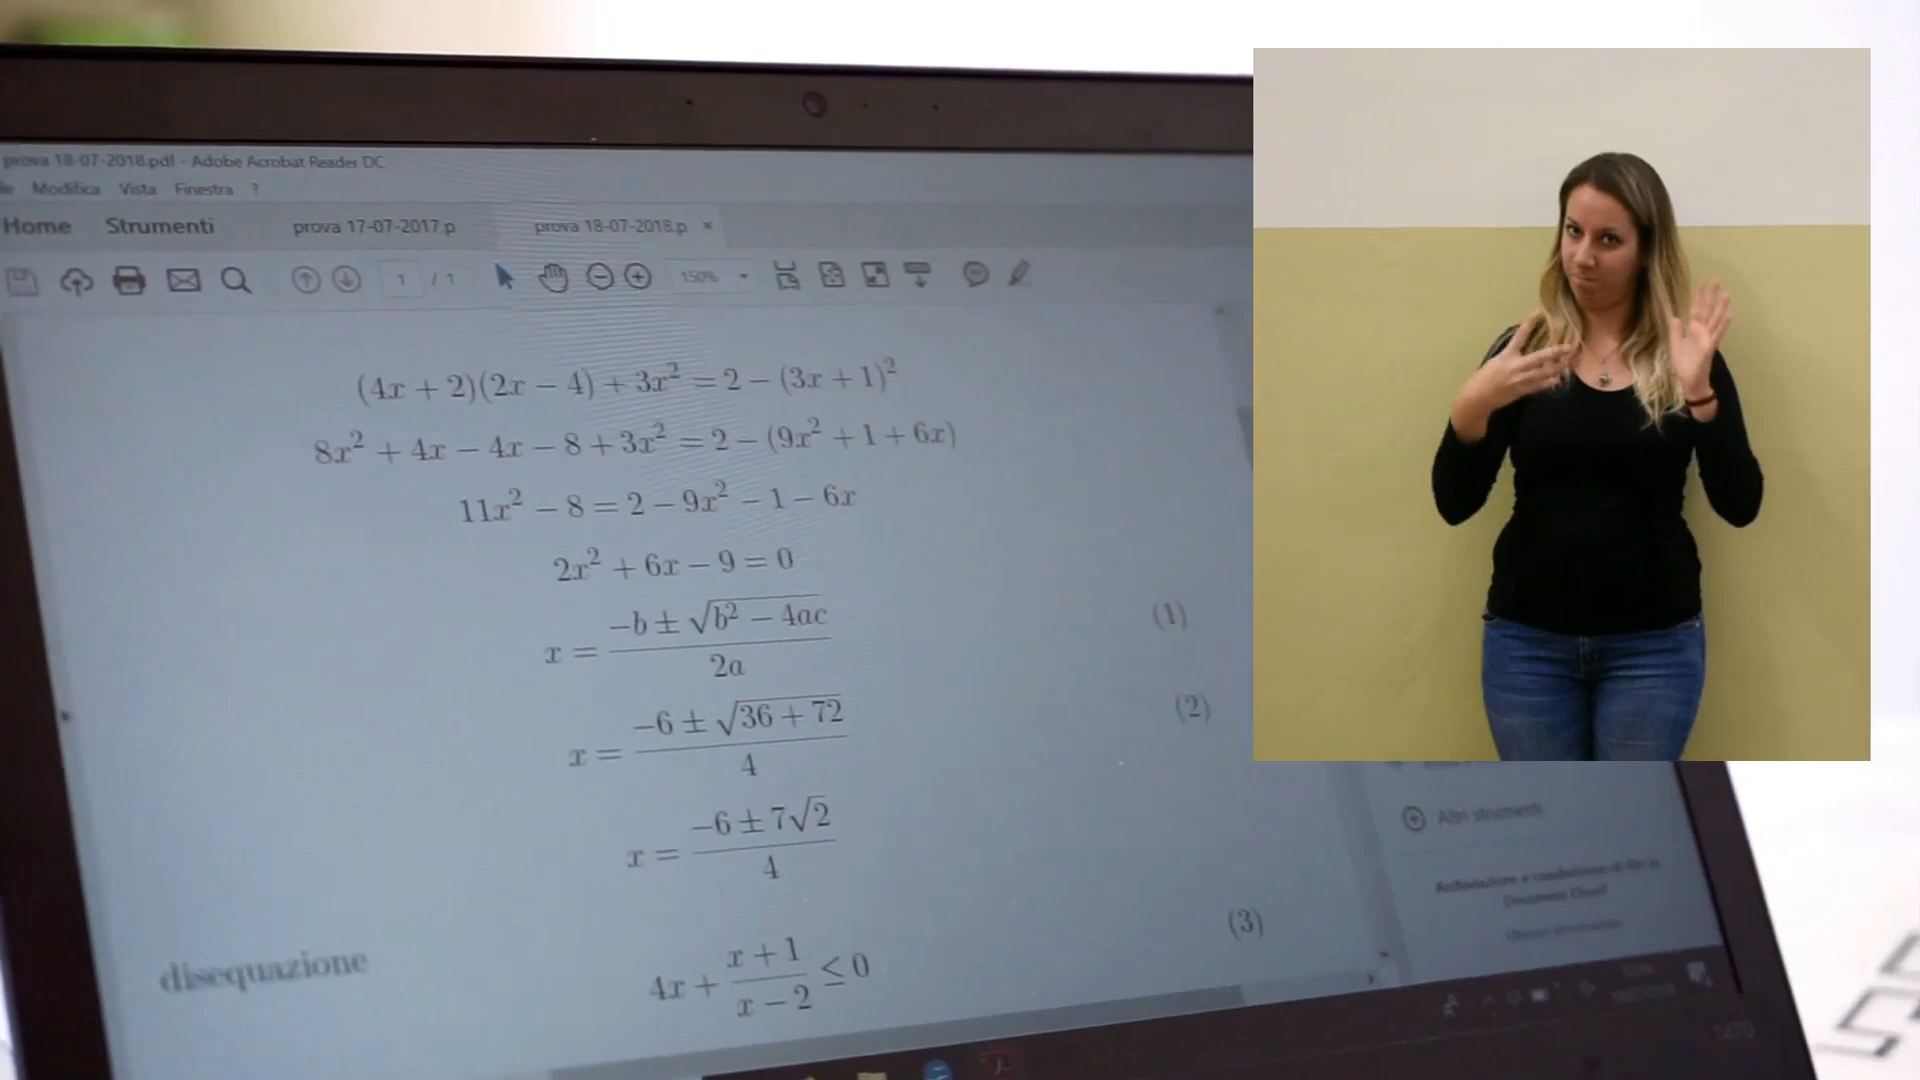 prova 18-07-2018.pdf - Adobe Acrobat Reader DC
Modifica Vista Finestra ?
Home Strumenti prova 17-07-2017.p prova 18-07-2018.p ×
1 / 1 150%
(4x + 2)(2x − 4) + 3x² = 2 − (3x + 1)²
8x² + 4x − 4x − 8 + 3x² = 2 − (9x² + 1 + 6x)
11x² − 8 = 2 − 9x² − 1 − 6x
2x² + 6x − 9 = 0
x = (−b ± √(b² − 4ac)) / 2a (1)
x = (−6 ± √(36 + 72)) / 4 (2)
x = (−6 ± 7√2) / 4
disequazione 4x + (x + 1)/(x − 2) ≤ 0 (3)
Altri strumenti
Document Cloud